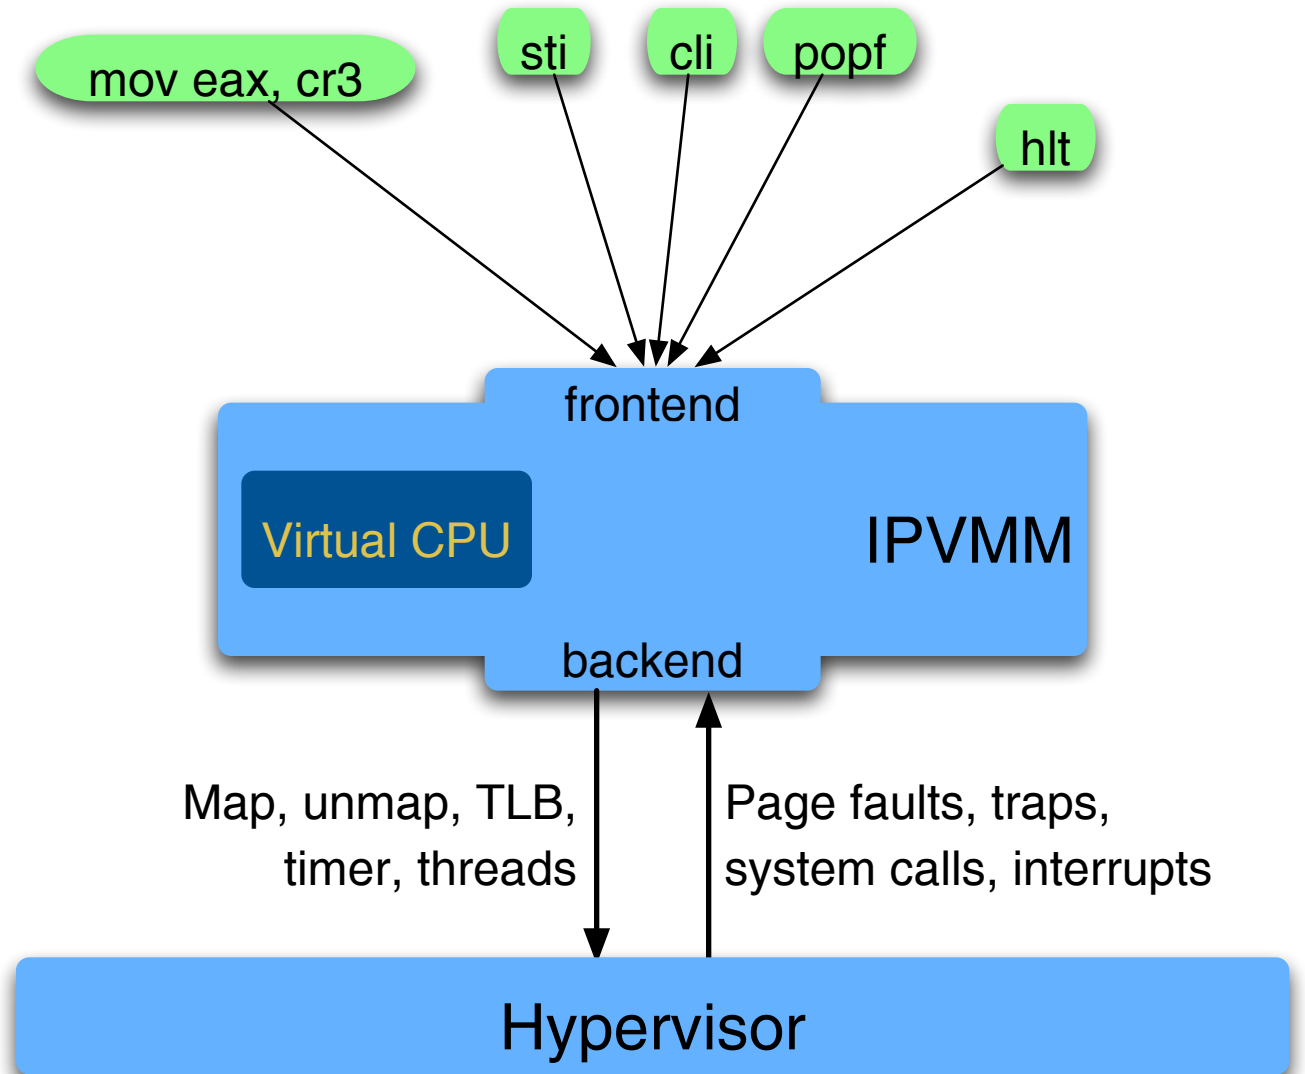 mov eax, cr3
sti
cli
popf
hlt
frontend
Virtual CPU
IPVMM
backend
Map, unmap, TLB,
timer, threads
Page faults, traps,
system calls, interrupts
Hypervisor